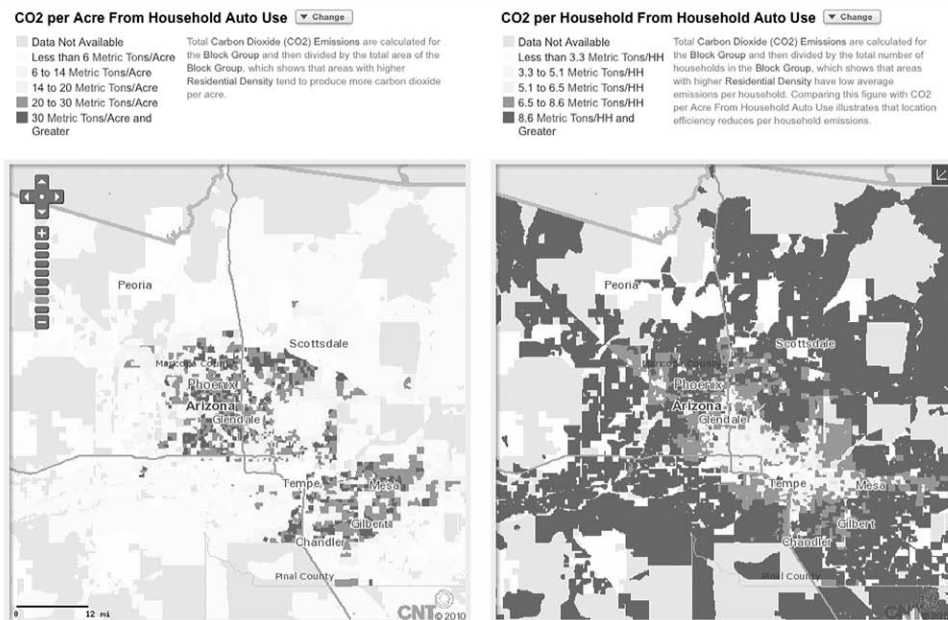 CO2 per Acre From Household Auto Use ▼ Change
Data Not Available
Less than 6 Metric Tons/Acre
6 to 14 Metric Tons/Acre
14 to 20 Metric Tons/Acre
20 to 30 Metric Tons/Acre
30 Metric Tons/Acre and
Greater
Total Carbon Dioxide (CO2) Emissions are calculated for
the Block Group and then divided by the total area of the
Block Group, which shows that areas with higher
Residential Density tend to produce more carbon dioxide
per acre.
Peoria
Scottsdale
Maricopa County
Phoenix
Arizona
Glendale
Tempe
Mesa
Gilbert
Chandler
Pinal County
0 12 mi
CNT © 2010
CO2 per Household From Household Auto Use ▼ Change
Data Not Available
Less than 3.3 Metric Tons/HH
3.3 to 5.1 Metric Tons/HH
5.1 to 6.5 Metric Tons/HH
6.5 to 8.6 Metric Tons/HH
8.6 Metric Tons/HH and
Greater
Total Carbon Dioxide (CO2) Emissions are calculated for
the Block Group and then divided by the total number of
households in the Block Group, which shows that areas
with higher Residential Density have low average
emissions per household. Comparing this figure with CO2
per Acre From Household Auto Use illustrates that location
efficiency reduces per household emissions.
Peoria
Scottsdale
Maricopa County
Phoenix
Arizona
Glendale
Tempe
Mesa
Gilbert
Chandler
Pinal County
CNT © 2010